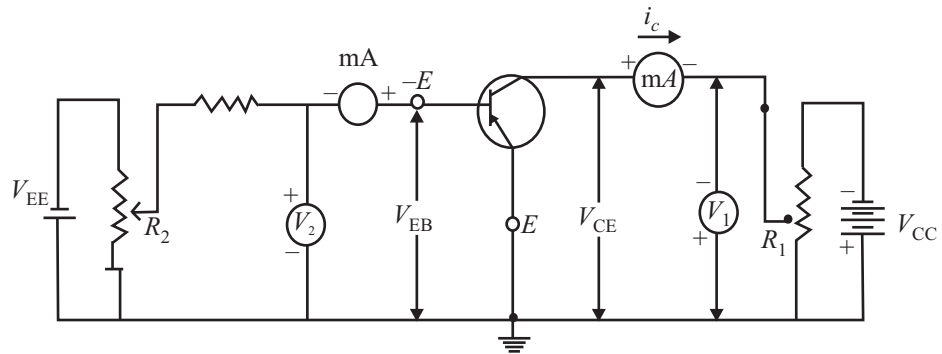 i_c
mA
+ mA −
− + −E
V_EE
R_2
+
V_2
−
V_EB
E
V_CE
−
V_1
+
R_1
−
+
V_CC